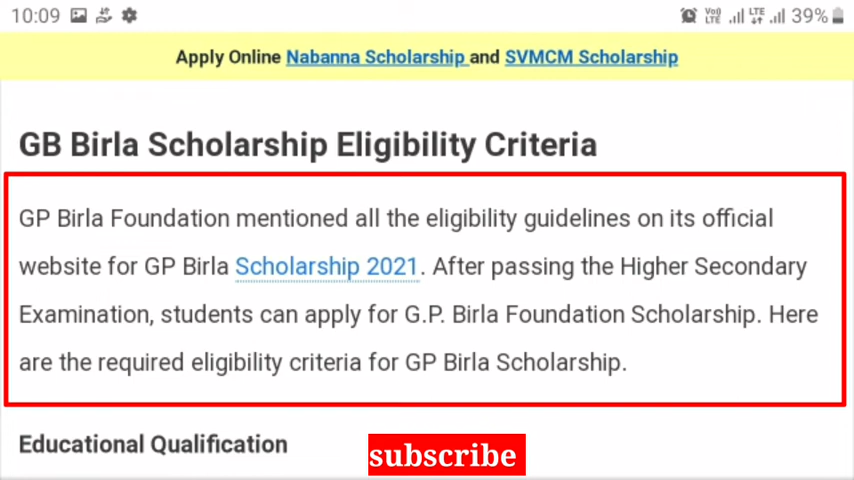 10:09
VoI) LTE LTE 39%
Apply Online Nabanna Scholarship and SVMCM Scholarship
GB Birla Scholarship Eligibility Criteria
GP Birla Foundation mentioned all the eligibility guidelines on its official
website for GP Birla Scholarship 2021. After passing the Higher Secondary
Examination, students can apply for G.P. Birla Foundation Scholarship. Here
are the required eligibility criteria for GP Birla Scholarship.
Educational Qualification
subscribe